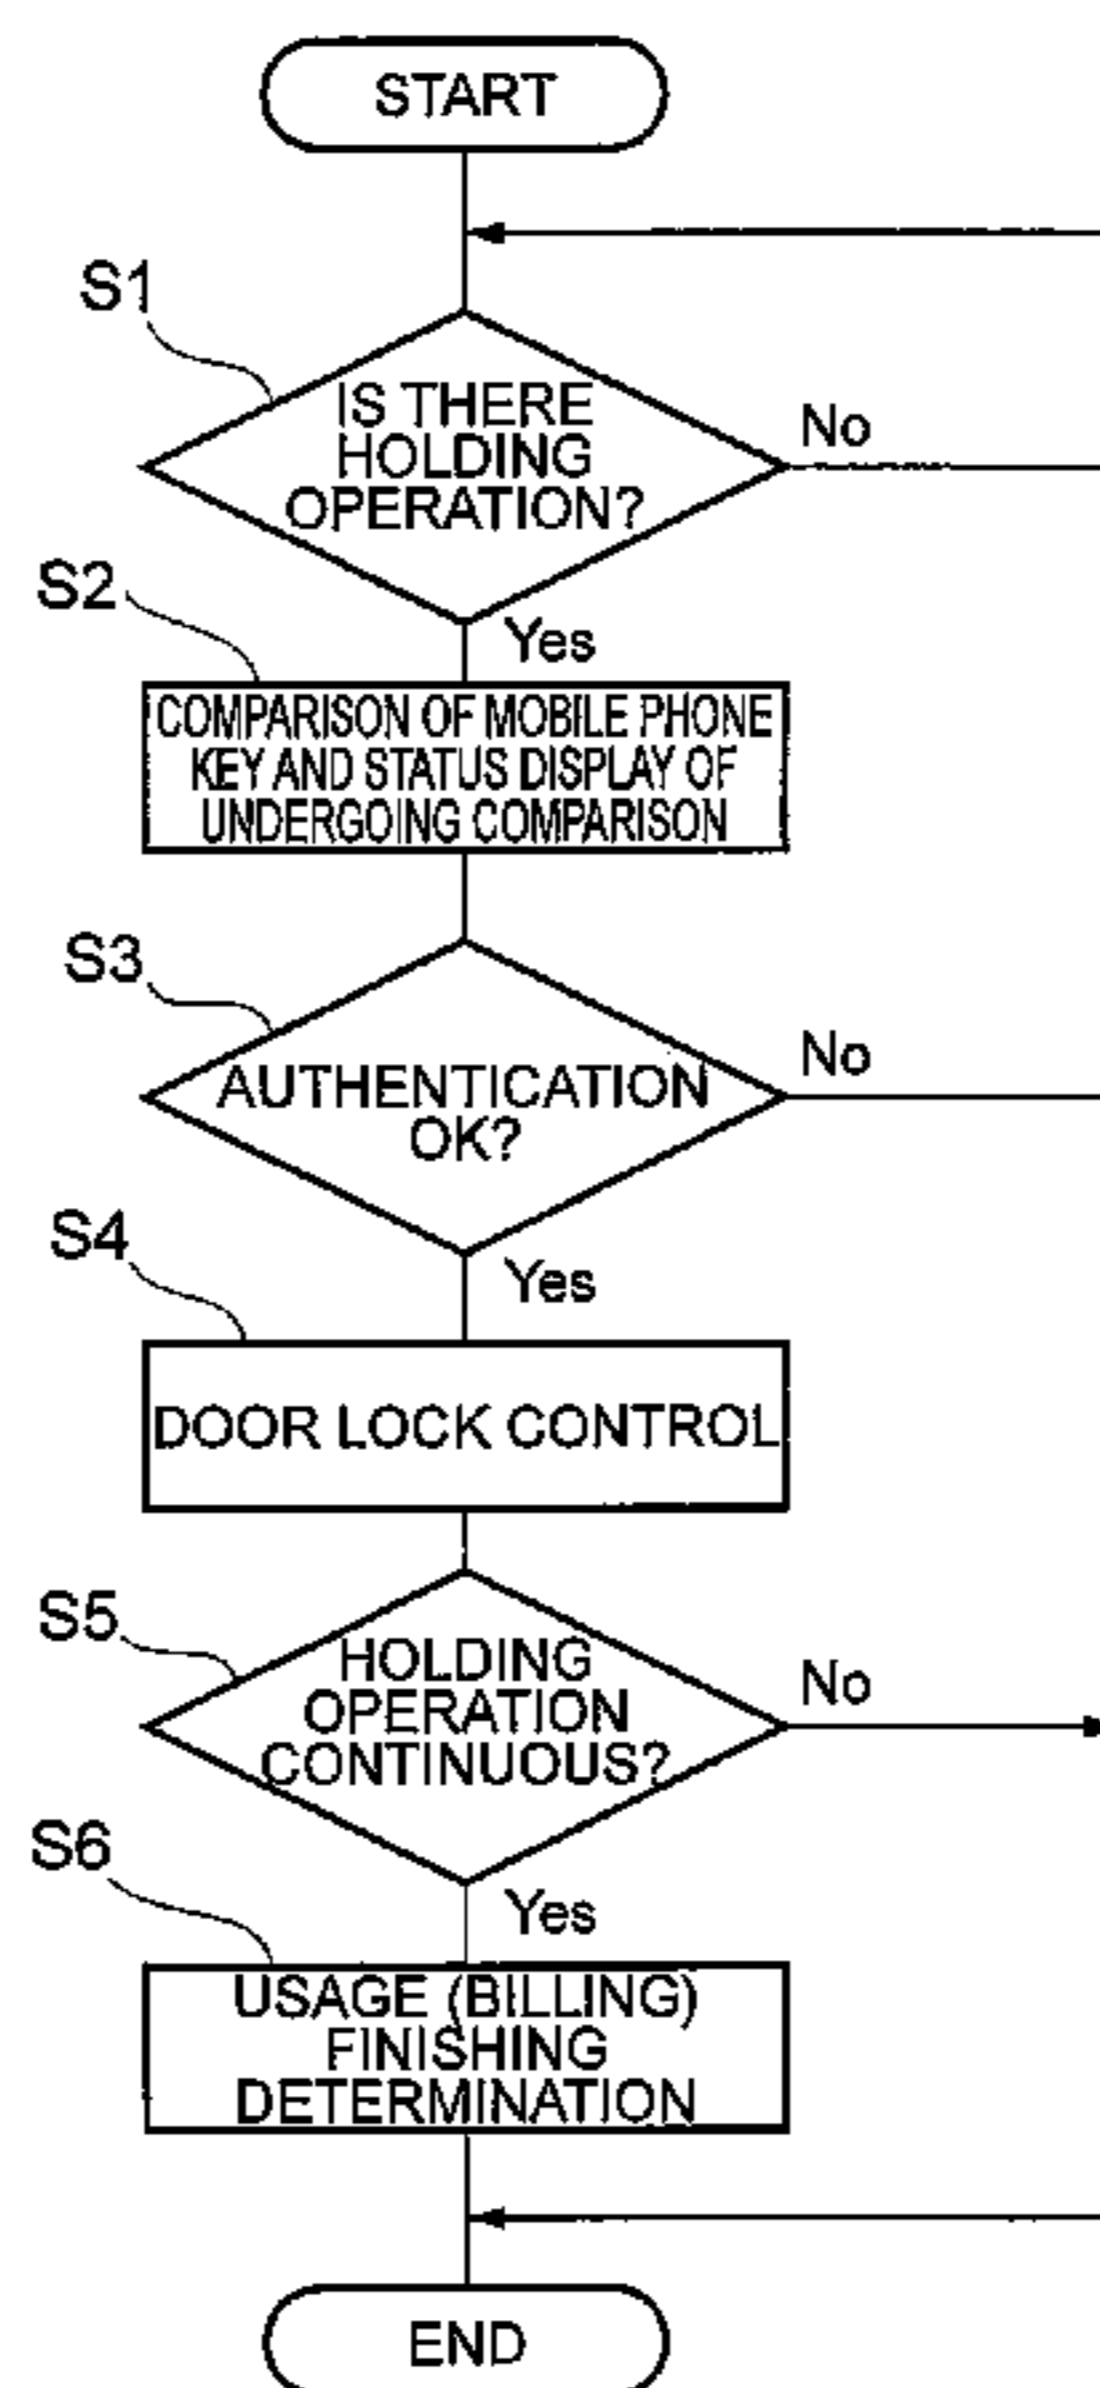 START
S1
IS THERE
HOLDING
OPERATION?
No
S2
Yes
COMPARISON OF MOBILE PHONE
KEY AND STATUS DISPLAY OF
UNDERGOING COMPARISON
S3
AUTHENTICATION
OK?
No
S4
Yes
DOOR LOCK CONTROL
S5
HOLDING
OPERATION
CONTINUOUS?
No
S6
Yes
USAGE (BILLING)
FINISHING
DETERMINATION
END